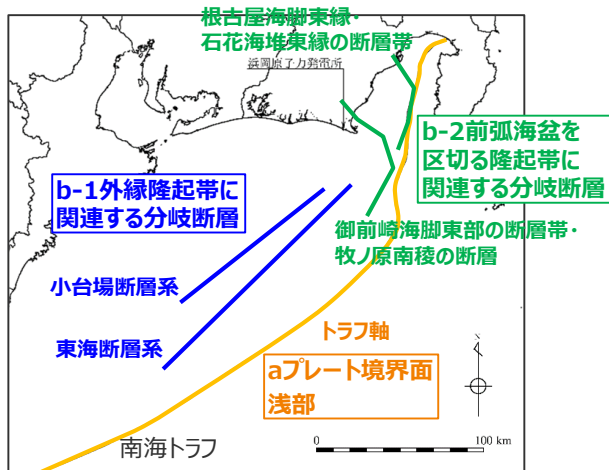 根古屋海脚東縁・
石花海堆東縁の断層帯
浜岡原子力発電所
b-2前弧海盆を
区切る隆起帯に
関連する分岐断層
b-1外縁隆起帯に
関連する分岐断層
御前崎海脚東部の断層帯・
牧ノ原南稜の断層
小台場断層系
東海断層系
トラフ軸
aプレート境界面
浅部
N
南海トラフ
0 100 km